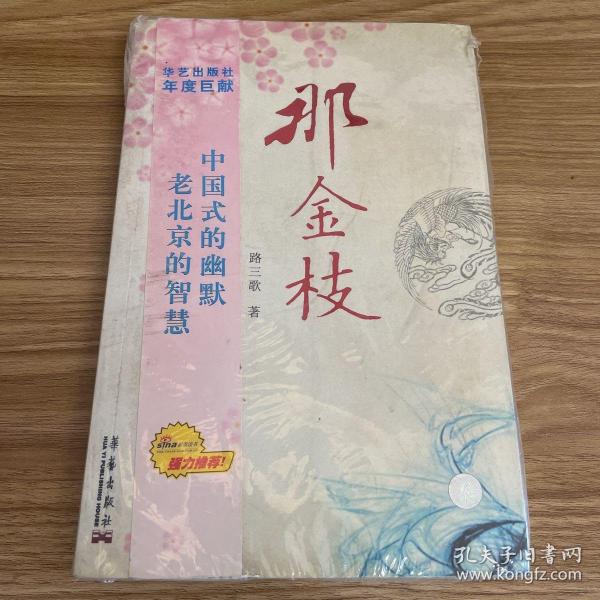 华艺出版社
年度巨献
中国式的幽默
老北京的智慧
那金枝
路三歌 著
sina
强力推荐!
华艺出版社
HUA YI PUBLISHING HOUSE
孔夫子旧书网
www.kongfz.com